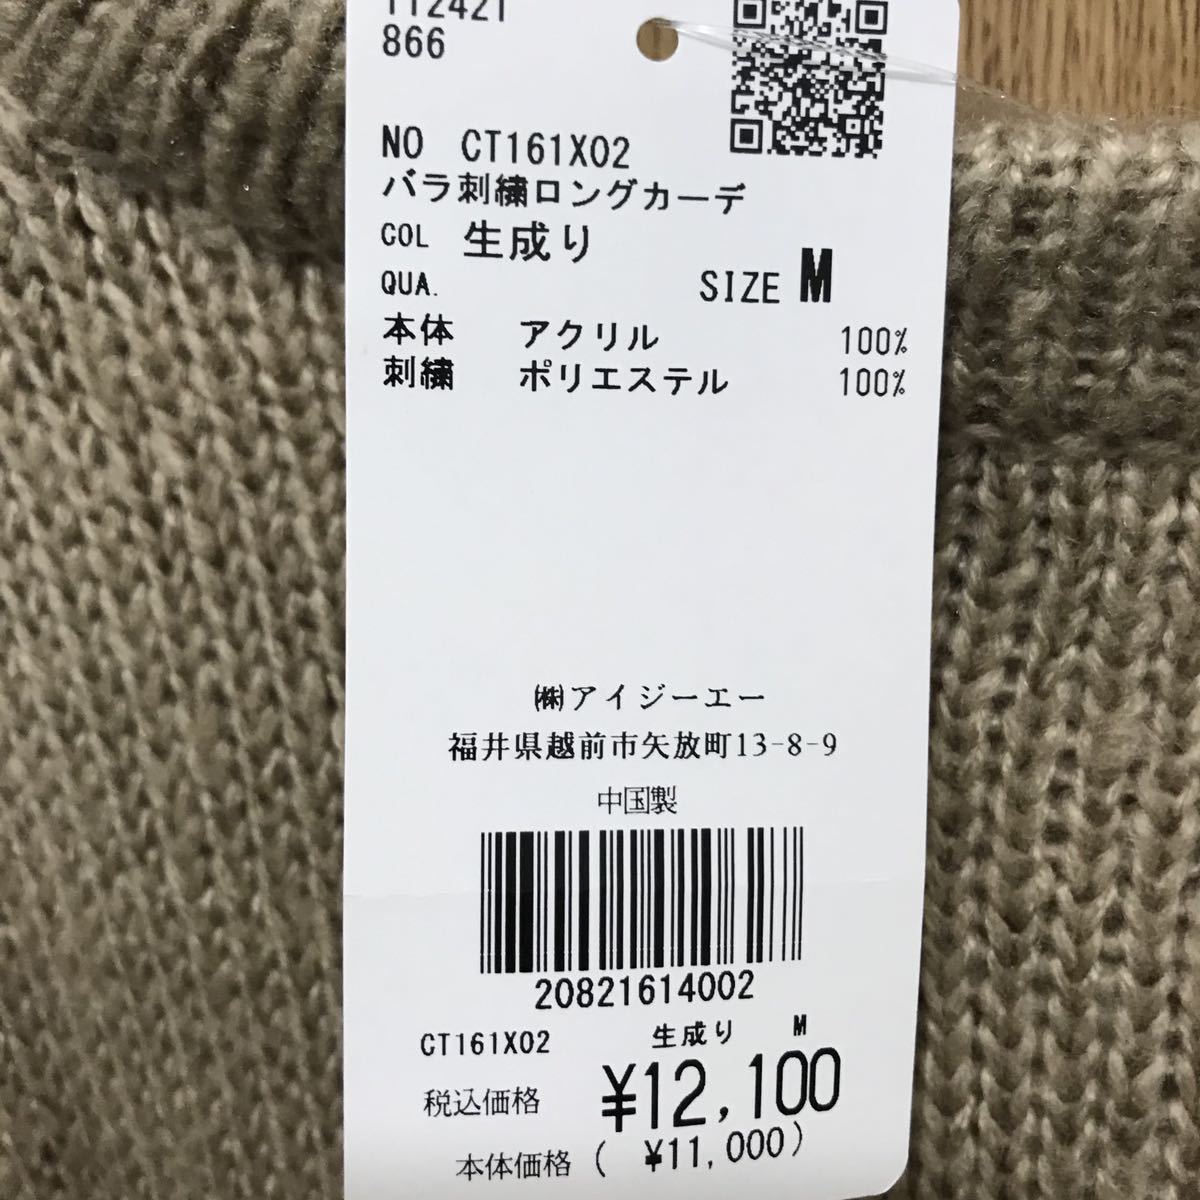 112421
866
NO CT161X02
バラ刺繍ロングカーデ
COL 生成り
QUA. SIZE M
本体 アクリル 100%
刺繍 ポリエステル 100%
㈱アイジーエー
福井県越前市矢放町13-8-9
中国製
20821614002
CT161X02 生成り M
税込価格 ¥12,100
本体価格( ¥11,000)